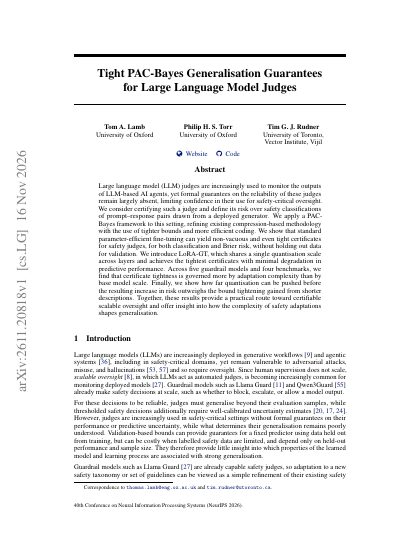 Tight PAC-Bayes Generalisation Guarantees
for Large Language Model Judges
Tom A. Lamb
University of Oxford
Philip H. S. Torr
University of Oxford
Tim G. J. Rudner
University of Toronto,
Vector Institute, Vijil
Website Code
Abstract
Large language model (LLM) judges are increasingly used to monitor the outputs
of LLM-based AI agents, yet formal guarantees on the reliability of these judges
remain largely absent, limiting confidence in their use for safety-critical oversight.
We consider certifying such a judge and define its risk over safety classifications
of prompt–response pairs drawn from a deployed generator. We apply a PAC-
Bayes framework to this setting, refining compression-based methodology with
the use of tighter bounds and more efficient coding. We show that standard
parameter-efficient fine-tuning can yield non-vacuous and even tight certificates
for safety judges, for both classification and Brier risk, without holding out data
for validation. We introduce LoRA-GT, which shares a single quantisation scale
across layers and achieves the tightest certificates with minimal degradation in
predictive performance. Across five guardrail models and four benchmarks, we
find that certificate tightness is governed more by adaptation complexity than by
base model scale. Finally, we show how far quantisation can be pushed before
the resulting increase in risk outweighs the bound tightening gained from shorter
descriptions. Together, these results provide a practical route toward certifiable
scalable oversight and offer insight into how the complexity of safety adaptations
shapes generalisation.
1 Introduction
Large language models (LLMs) are increasingly deployed in generative workflows [9] and agentic
systems [36], including in safety-critical domains, yet remain vulnerable to adversarial attacks,
misuse, and hallucinations [53, 57] and so require oversight. Since human supervision does not scale,
scalable oversight [8], in which LLMs act as automated judges, is becoming increasingly common for
monitoring deployed models [27]. Guardrail models such as Llama Guard [11] and Qwen3Guard [55]
already make safety decisions at scale, such as whether to block, escalate, or allow a model output.
For these decisions to be reliable, judges must generalise beyond their evaluation samples, while
thresholded safety decisions additionally require well-calibrated uncertainty estimates [20, 17, 24].
However, judges are increasingly used in safety-critical settings without formal guarantees on their
performance or predictive uncertainty, while what determines their generalisation remains poorly
understood. Validation-based bounds can provide guarantees for a fixed predictor using data held out
from training, but can be costly when labelled safety data are limited, and depend only on held-out
performance and sample size. They therefore provide little insight into which properties of the learned
model and learning process are associated with strong generalisation.
Guardrail models such as Llama Guard [27] are already capable safety judges, so adaptation to a new
safety taxonomy or set of guidelines can be viewed as a simple refinement of their existing safety
Correspondence to thomas.lamb@eng.ox.ac.uk and tim.rudner@utoronto.ca.
40th Conference on Neural Information Processing Systems (NeurIPS 2026)
arXiv:2611.20818v1 [cs.LG] 16 Nov 2026